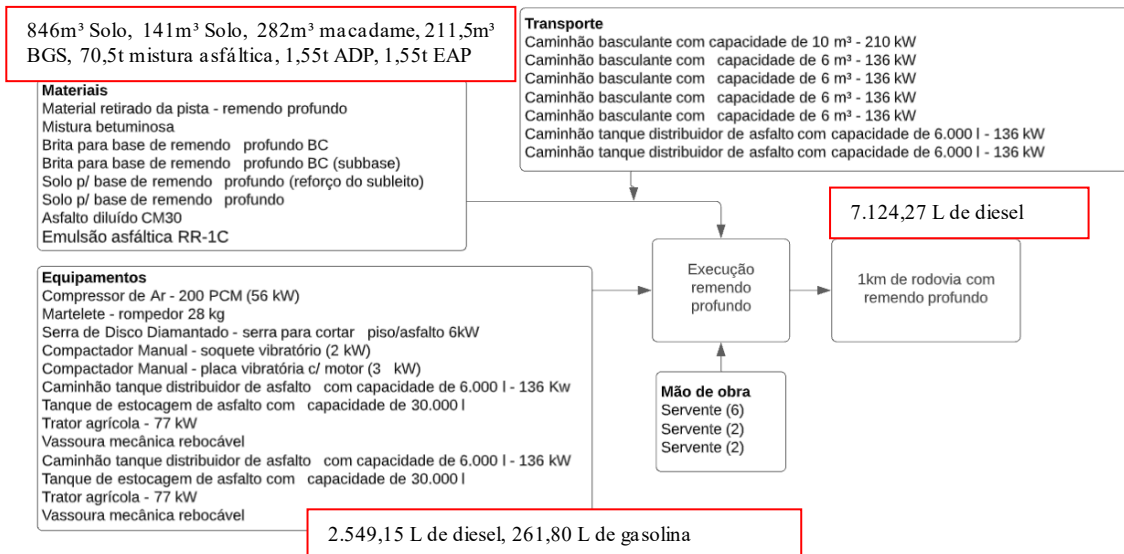 846m³ Solo, 141m³ Solo, 282m³ macadame, 211,5m³
BGS, 70,5t mistura asfáltica, 1,55t ADP, 1,55t EAP
Materiais
Material retirado da pista - remendo profundo
Mistura betuminosa
Brita para base de remendo profundo BC
Brita para base de remendo profundo BC (subbase)
Solo p/ base de remendo profundo (reforço do subleito)
Solo p/ base de remendo profundo
Asfalto diluído CM30
Emulsão asfáltica RR-1C
Transporte
Caminhão basculante com capacidade de 10 m³ - 210 kW
Caminhão basculante com capacidade de 6 m³ - 136 kW
Caminhão basculante com capacidade de 6 m³ - 136 kW
Caminhão basculante com capacidade de 6 m³ - 136 kW
Caminhão basculante com capacidade de 6 m³ - 136 kW
Caminhão tanque distribuidor de asfalto com capacidade de 6.000 l - 136 kW
Caminhão tanque distribuidor de asfalto com capacidade de 6.000 l - 136 kW
7.124,27 L de diesel
Equipamentos
Compressor de Ar - 200 PCM (56 kW)
Martelete - rompedor 28 kg
Serra de Disco Diamantado - serra para cortar piso/asfalto 6kW
Compactador Manual - soquete vibratório (2 kW)
Compactador Manual - placa vibratória c/ motor (3 kW)
Caminhão tanque distribuidor de asfalto com capacidade de 6.000 l - 136 Kw
Tanque de estocagem de asfalto com capacidade de 30.000 l
Trator agrícola - 77 kW
Vassoura mecânica rebocável
Caminhão tanque distribuidor de asfalto com capacidade de 6.000 l - 136 kW
Tanque de estocagem de asfalto com capacidade de 30.000 l
Trator agrícola - 77 kW
Vassoura mecânica rebocável
2.549,15 L de diesel, 261,80 L de gasolina
Execução
remendo
profundo
1km de rodovia com
remendo profundo
Mão de obra
Servente (6)
Servente (2)
Servente (2)